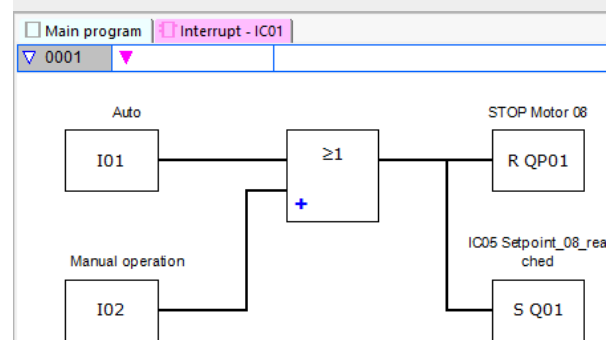 Main program
Interrupt - IC01
0001
Auto
STOP Motor 08
I01
≥1
R QP01
+
IC05 Setpoint_08_rea
ched
Manual operation
I02
S Q01